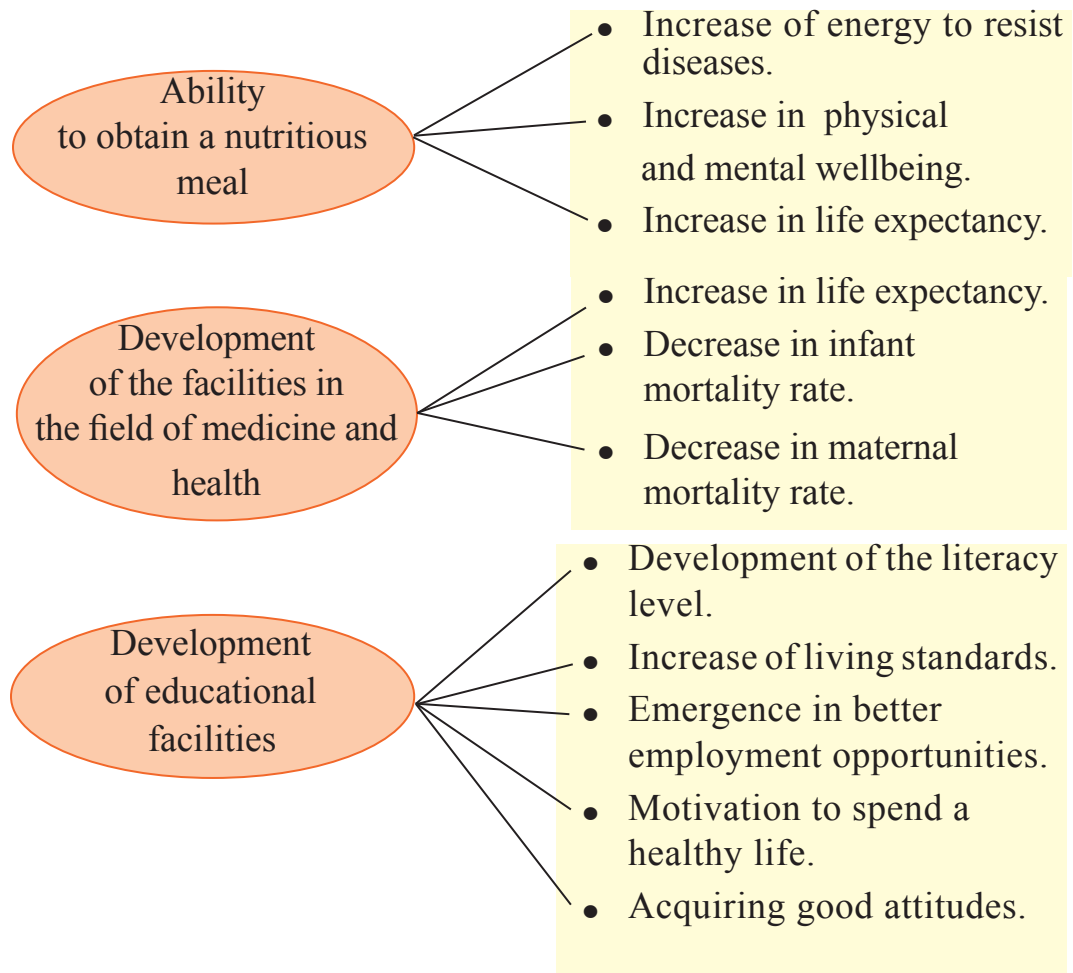 Ability
to obtain a nutritious
meal
• Increase of energy to resist
diseases.
• Increase in physical
and mental wellbeing.
• Increase in life expectancy.
Development
of the facilities in
the field of medicine and
health
• Increase in life expectancy.
• Decrease in infant
mortality rate.
• Decrease in maternal
mortality rate.
Development
of educational
facilities
• Development of the literacy
level.
• Increase of living standards.
• Emergence in better
employment opportunities.
• Motivation to spend a
healthy life.
• Acquiring good attitudes.